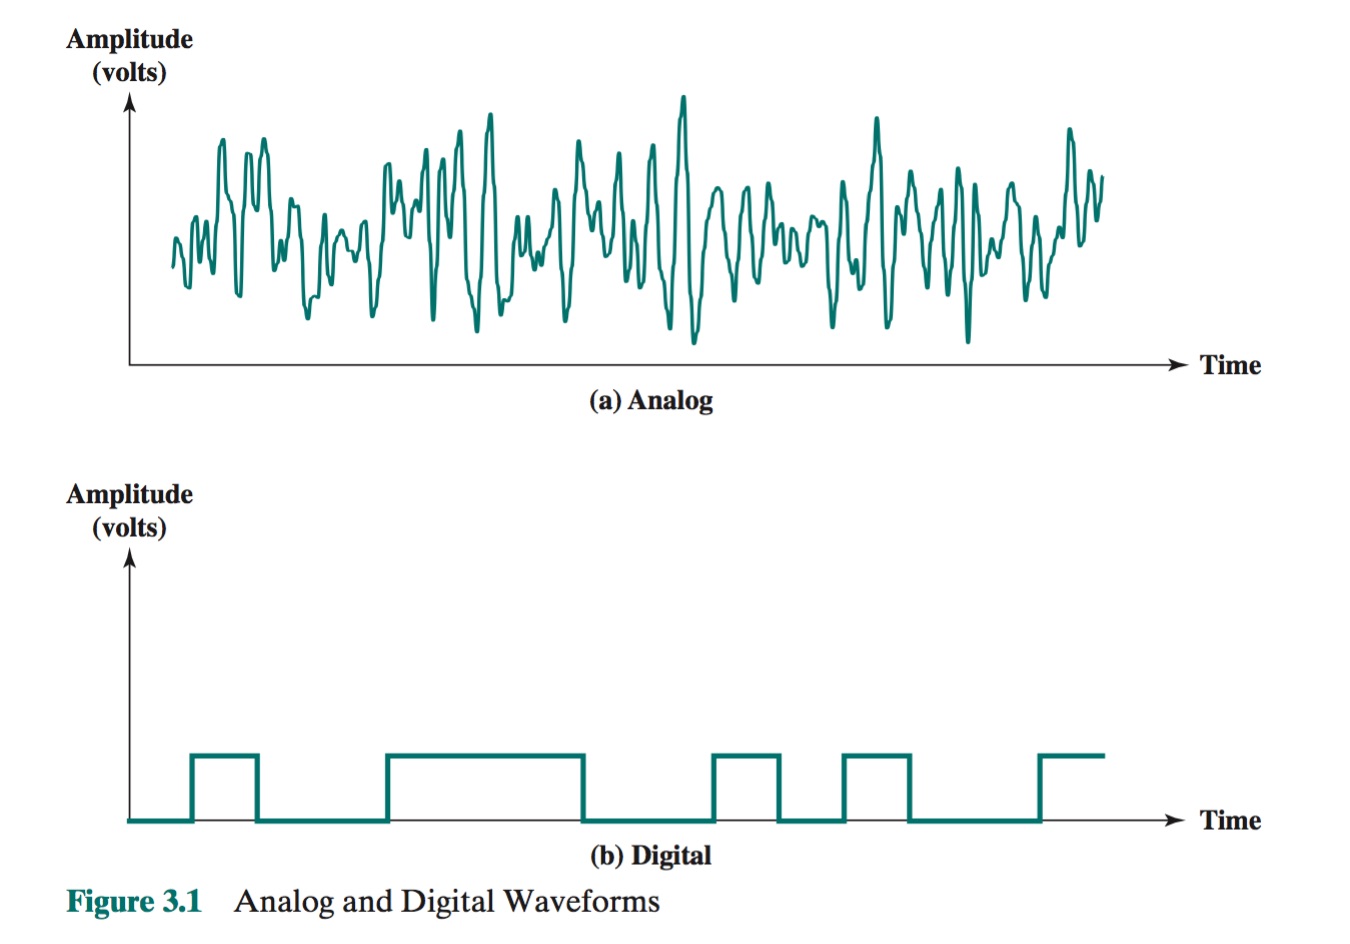 Amplitude
(volts)
Time
(a) Analog
Amplitude
(volts)
Time
(b) Digital
Figure 3.1 Analog and Digital Waveforms